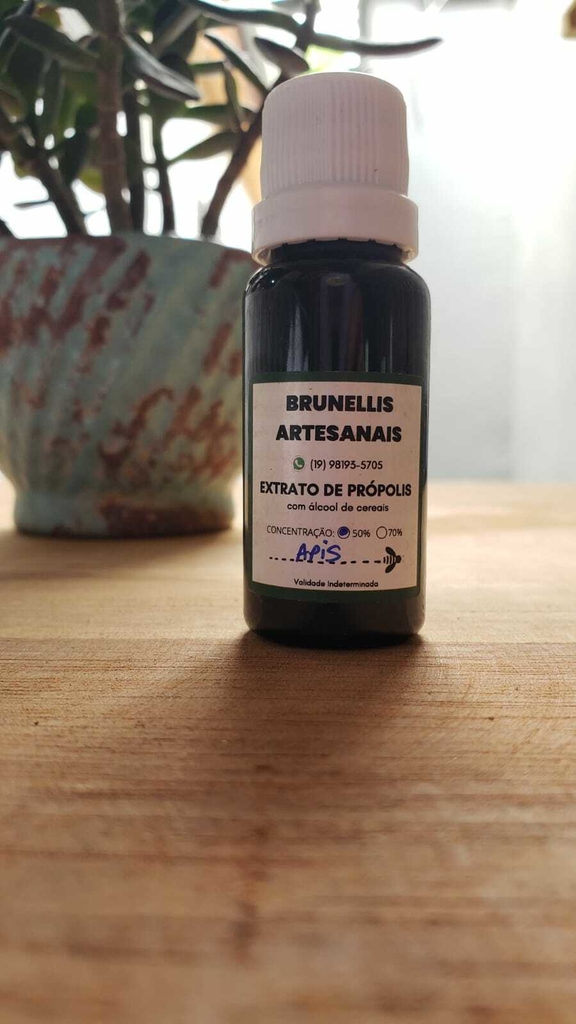 BRUNELLIS
ARTESANAIS
(19) 98193-5705
EXTRATO DE PRÓPOLIS
com álcool de cereais
CONCENTRAÇÃO: 50% 70%
APIS
Validade Indeterminada